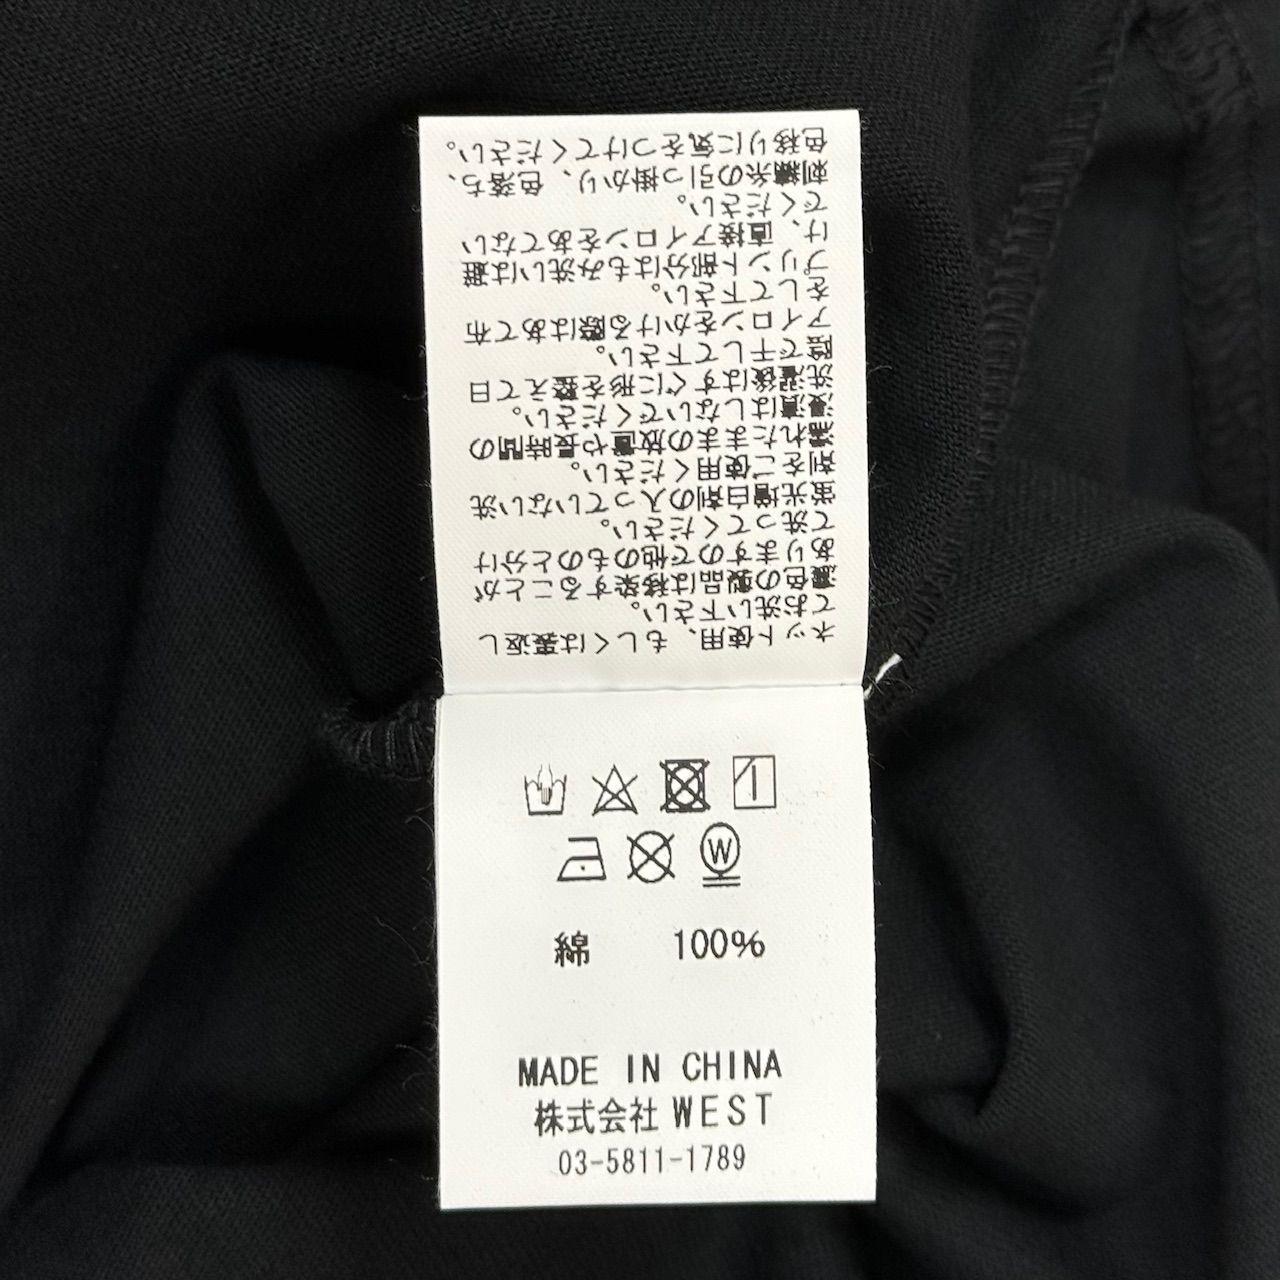 ネット使用、もしくは裏返し
てお洗い下さい。
濃色の製品は移染することが
ありますので他のものと分け
て洗ってください。
蛍光増白剤の入っていない洗
剤をご使用ください。
濡れたままの放置や長時間の
浸漬はしないでください。
洗濯後はすぐに形を整えて日
陰で干して下さい。
アイロンをかける際はあて布
をして下さい。
プリント部分はもみ洗いは避
け、直接アイロンをあてない
でください。
刺繍糸の引っ掛かり、色落ち、
色移りに気をつけてください。
W
綿 100%
MADE IN CHINA
株式会社 WEST
03-5811-1789